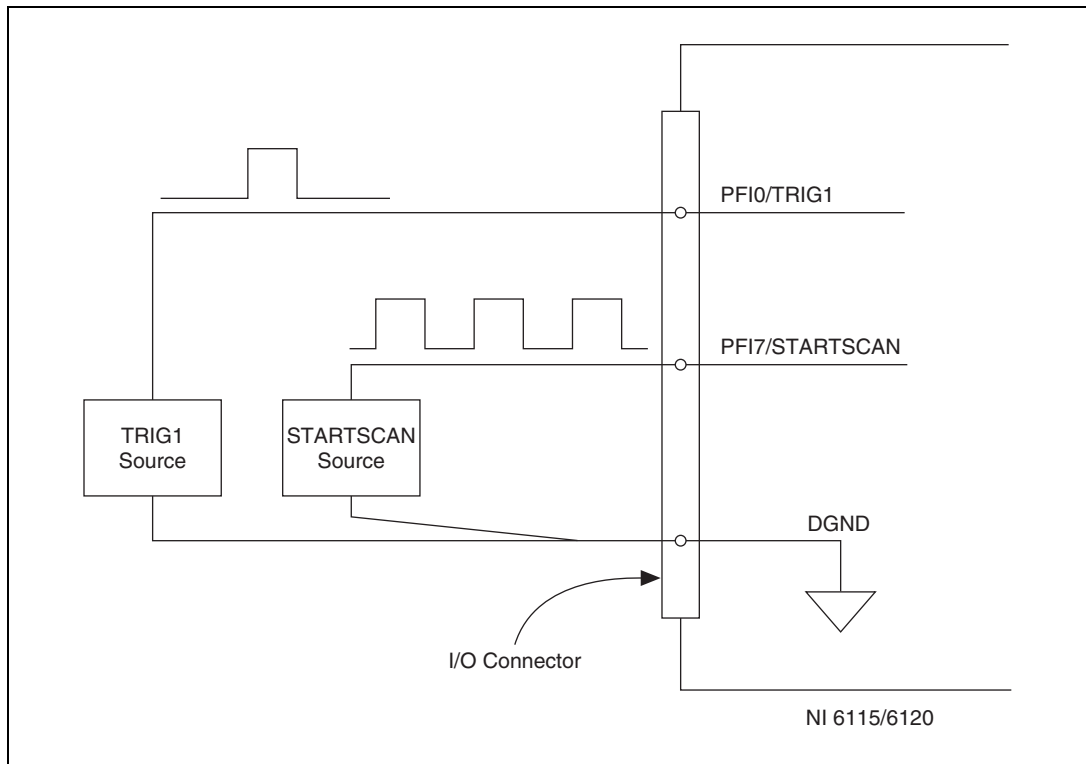 PFI0/TRIG1
PFI7/STARTSCAN
TRIG1
Source
STARTSCAN
Source
DGND
I/O Connector
NI 6115/6120